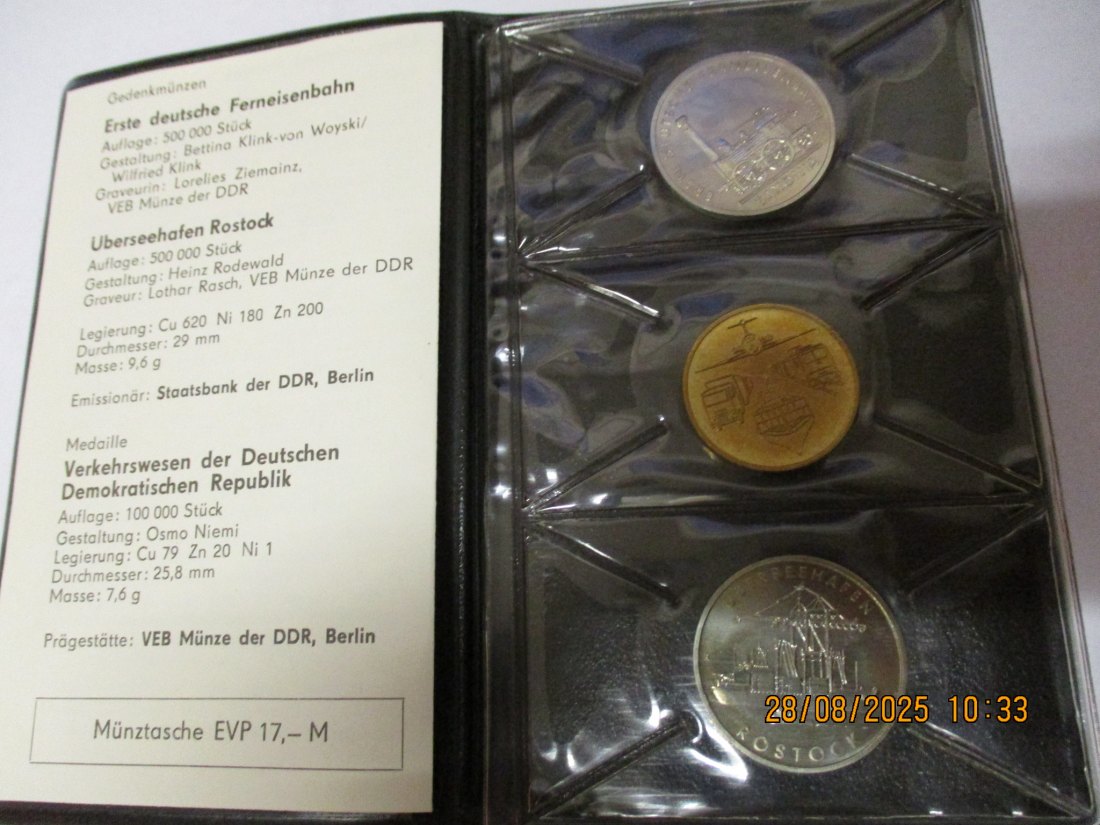 Gedenkmünzen
Erste deutsche Ferneisenbahn
Auflage: 500 000 Stück
Gestaltung: Bettina Klink-von Woyski/
Wilfried Klink
Graveurin: Lorelies Ziemainz,
VEB Münze der DDR
Uberseehafen Rostock
Auflage: 500 000 Stück
Gestaltung: Heinz Rodewald
Graveur: Lothar Rasch, VEB Münze der DDR
Legierung: Cu 620 Ni 180 Zn 200
Durchmesser: 29 mm
Masse: 9,6 g
Emissionär: Staatsbank der DDR, Berlin
Medaille
Verkehrswesen der Deutschen
Demokratischen Republik
Auflage: 100 000 Stück
Gestaltung: Osmo Niemi
Legierung: Cu 79 Zn 20 Ni 1
Durchmesser: 25,8 mm
Masse: 7,6 g
Prägestätte: VEB Münze der DDR, Berlin
Münztasche EVP 17,– M
ROSTOCK
28/08/2025 10:33